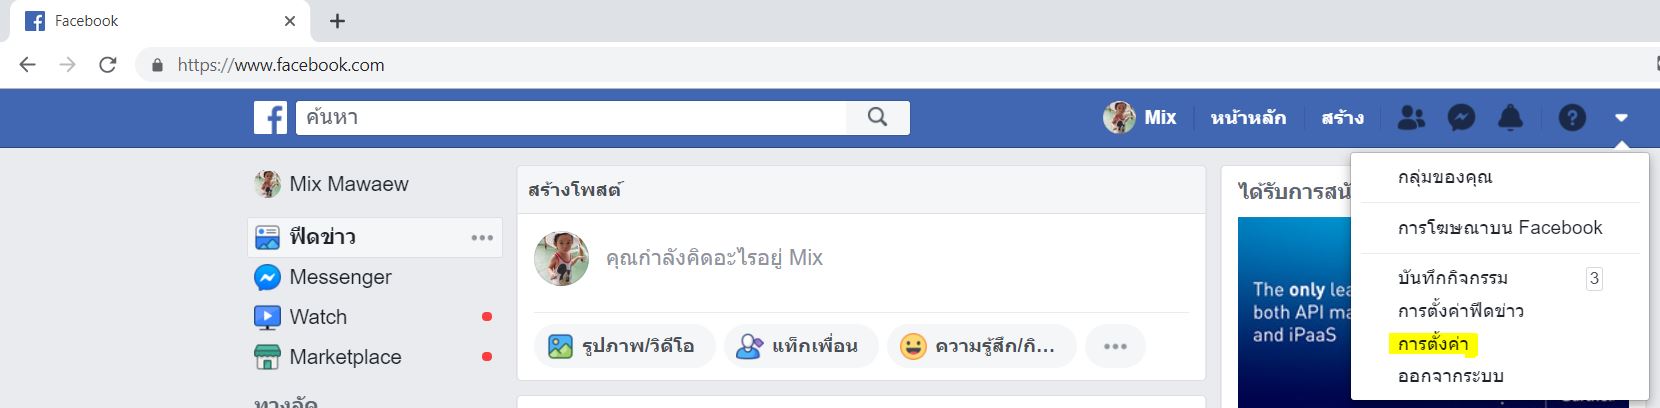 Facebook
https://www.facebook.com
ค้นหา
Mix
หน้าหลัก
สร้าง
Mix Mawaew
ฟีดข่าว
Messenger
Watch
Marketplace
สร้างโพสต์
คุณกำลังคิดอะไรอยู่ Mix
รูปภาพ/วิดีโอ
แท็กเพื่อน
ความรู้สึก/กิ...
ได้รับการสนั
The only lea
both API ma
and iPaaS
กลุ่มของคุณ
การโฆษณาบน Facebook
บันทึกกิจกรรม 3
การตั้งค่าฟีดข่าว
การตั้งค่า
ออกจากระบบ